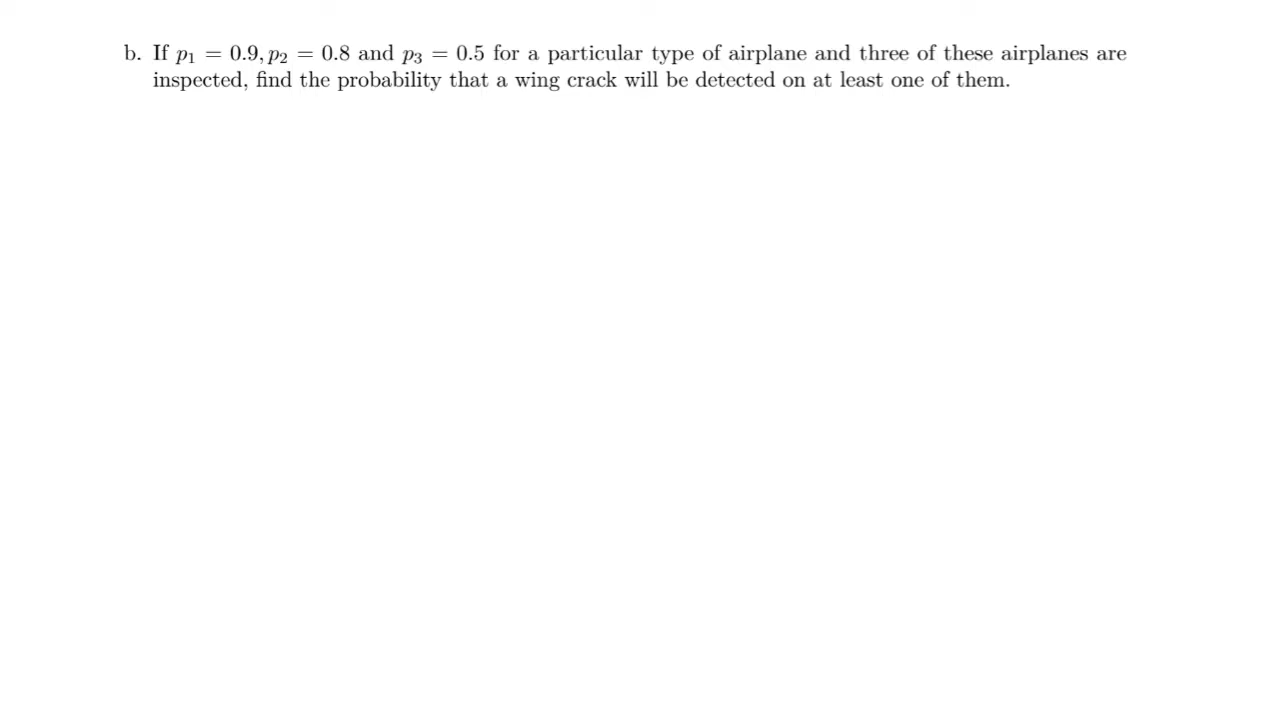 b. If p₁ = 0.9, p₂ = 0.8 and p₃ = 0.5 for a particular type of airplane and three of these airplanes are
inspected, find the probability that a wing crack will be detected on at least one of them.